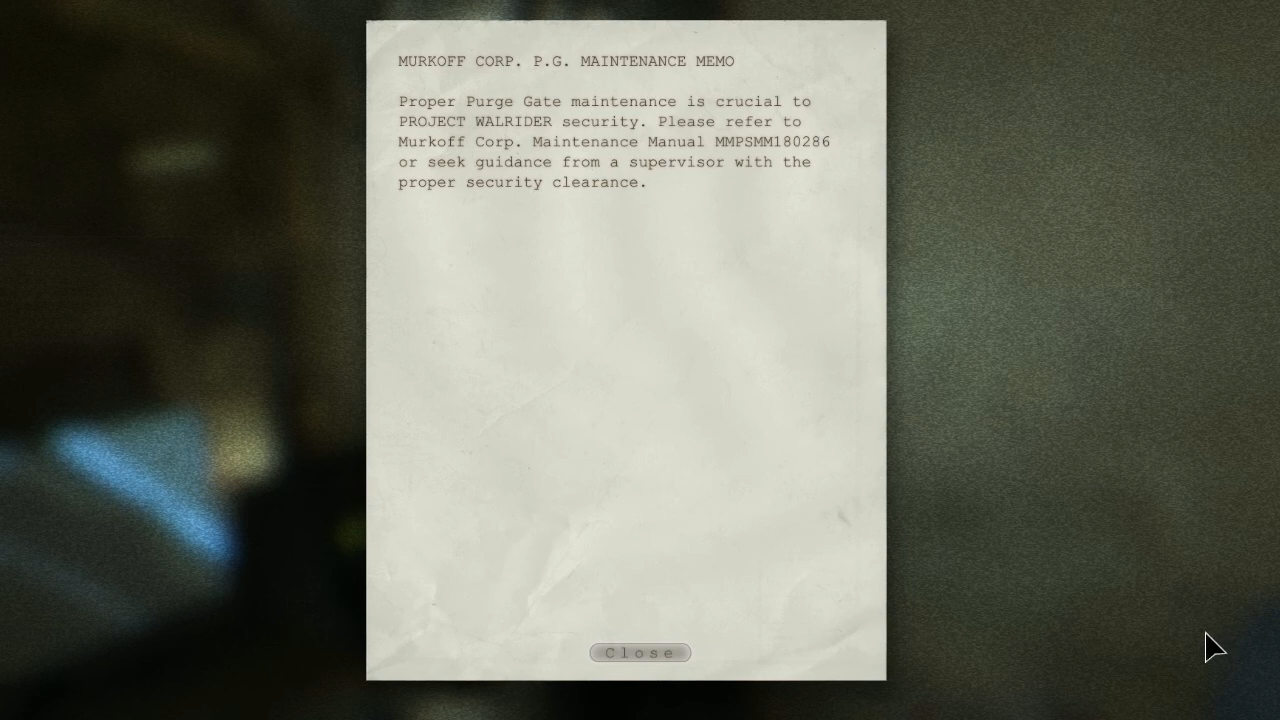 MURKOFF CORP. P.G. MAINTENANCE MEMO
Proper Purge Gate maintenance is crucial to
PROJECT WALRIDER security. Please refer to
Murkoff Corp. Maintenance Manual MMPSMM180286
or seek guidance from a supervisor with the
proper security clearance.
Close